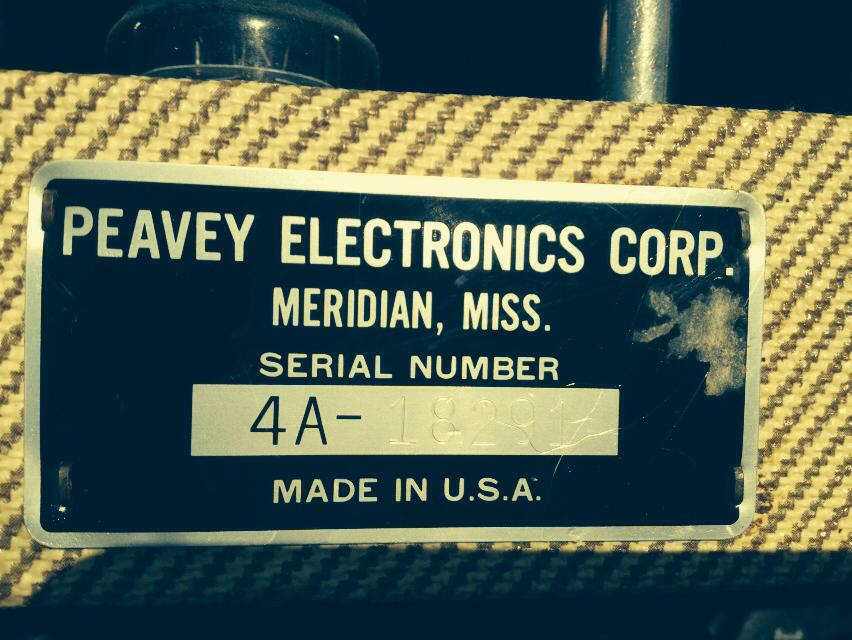 PEAVEY ELECTRONICS CORP.
MERIDIAN, MISS.
SERIAL NUMBER
4A-
MADE IN U.S.A.